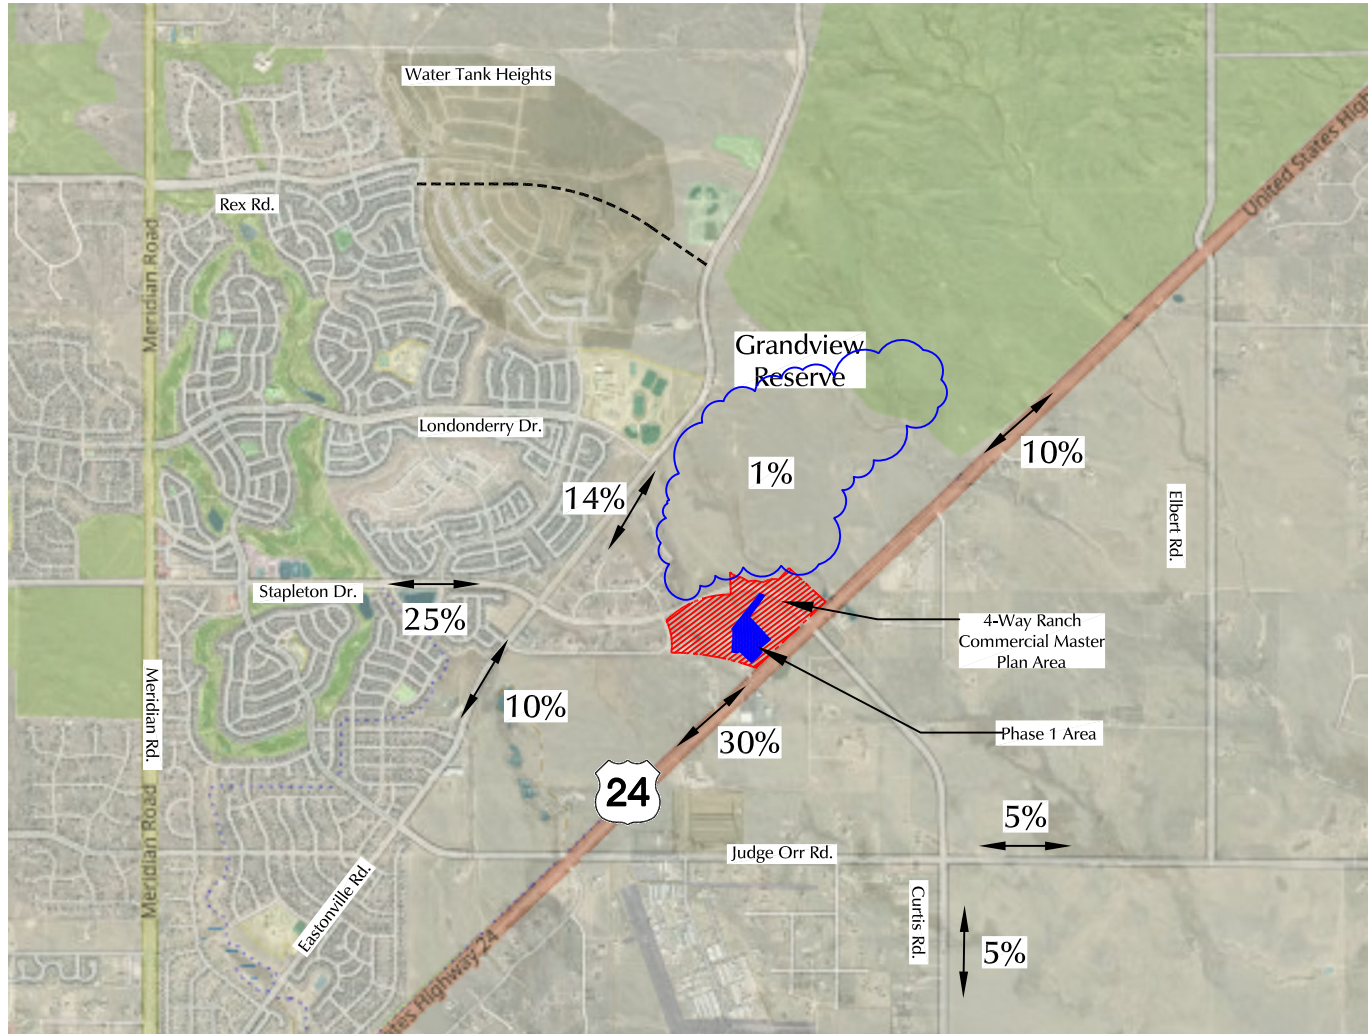 Water Tank Heights
United States High
Rex Rd.
Meridian Road
Grandview
Reserve
Londonderry Dr.
10%
1%
14%
Elbert Rd.
Stapleton Dr.
25%
4-Way Ranch
Commercial Master
Plan Area
Meridian Rd.
10%
30%
Phase 1 Area
24
5%
Meridian Road
Judge Orr Rd.
Eastonville Rd.
Curtis Rd.
5%
tes Highway 24